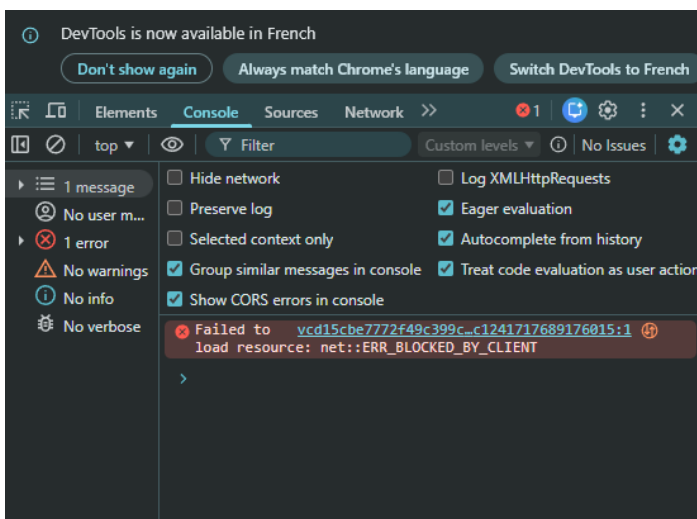 DevTools is now available in French
Don't show again Always match Chrome's language Switch DevTools to French
Elements Console Sources Network 1
top Filter Custom levels No Issues
1 message
No user m...
1 error
No warnings
No info
No verbose
Hide network Log XMLHttpRequests
Preserve log Eager evaluation
Selected context only Autocomplete from history
Group similar messages in console Treat code evaluation as user action
Show CORS errors in console
Failed to vcd15cbe7772f49c399c…c1241717689176015:1
load resource: net::ERR_BLOCKED_BY_CLIENT